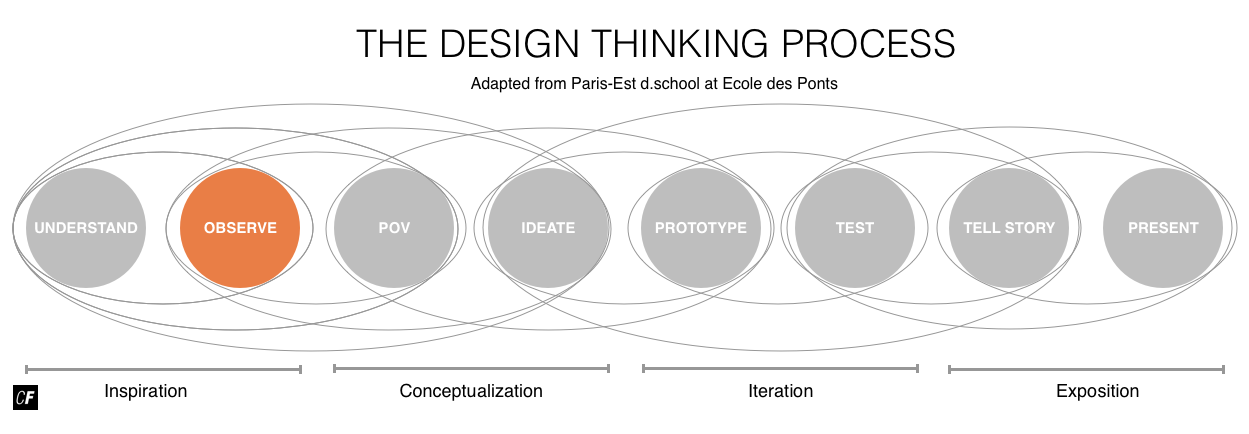 THE DESIGN THINKING PROCESS
Adapted from Paris-Est d.school at Ecole des Ponts
UNDERSTAND OBSERVE POV IDEATE PROTOTYPE TEST TELL STORY PRESENT
Inspiration Conceptualization Iteration Exposition
CF